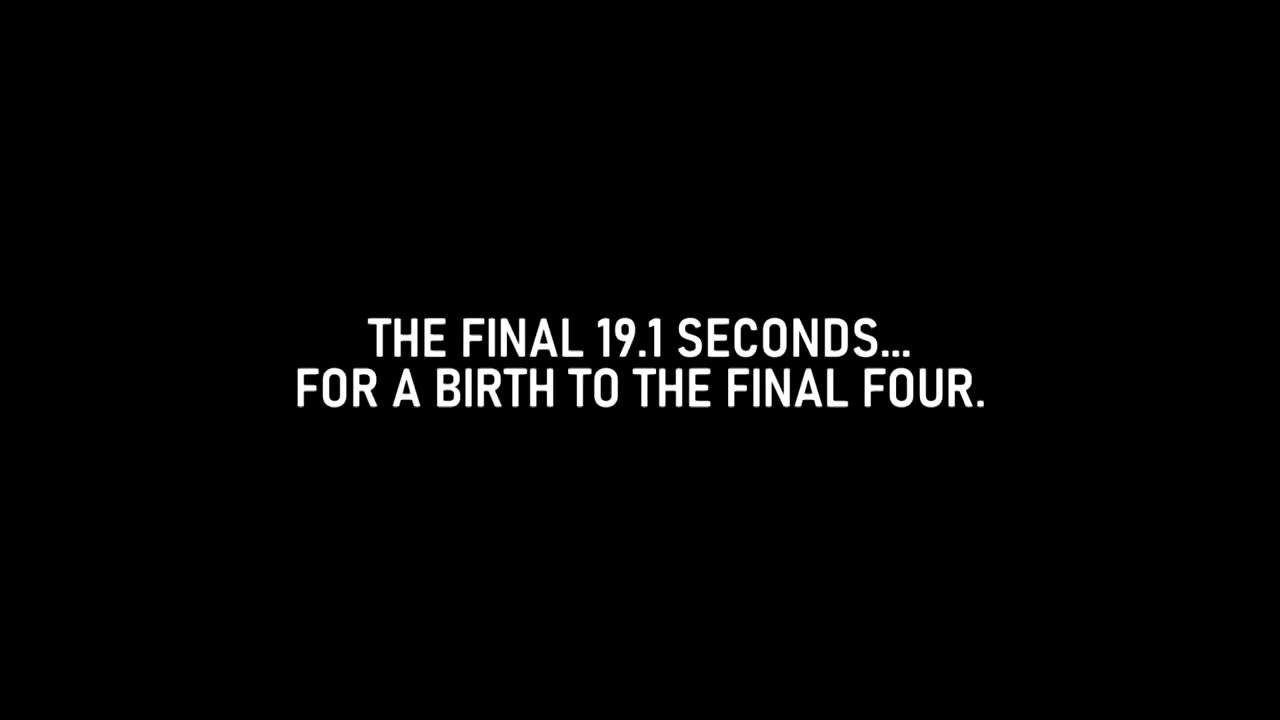 THE FINAL 19.1 SECONDS...
FOR A BIRTH TO THE FINAL FOUR.